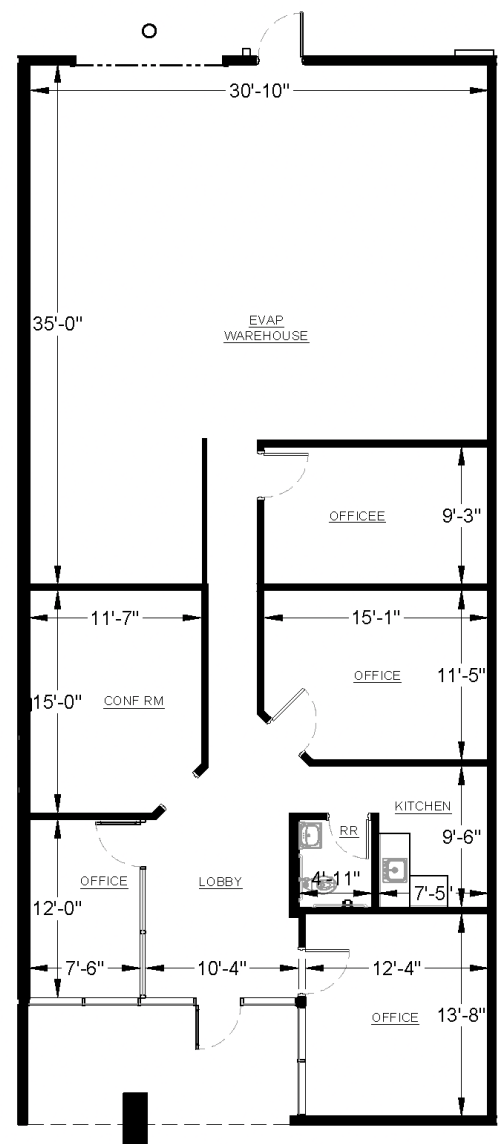 30'-10"
35'-0"
EVAP
WAREHOUSE
OFFICEE
9'-3"
11'-7"
15'-1"
OFFICE
11'-5"
15'-0"
CONF RM
KITCHEN
RR
9'-6"
OFFICE
LOBBY
4'-11"
7'-5"
12'-0"
7'-6"
10'-4"
12'-4"
OFFICE
13'-8"